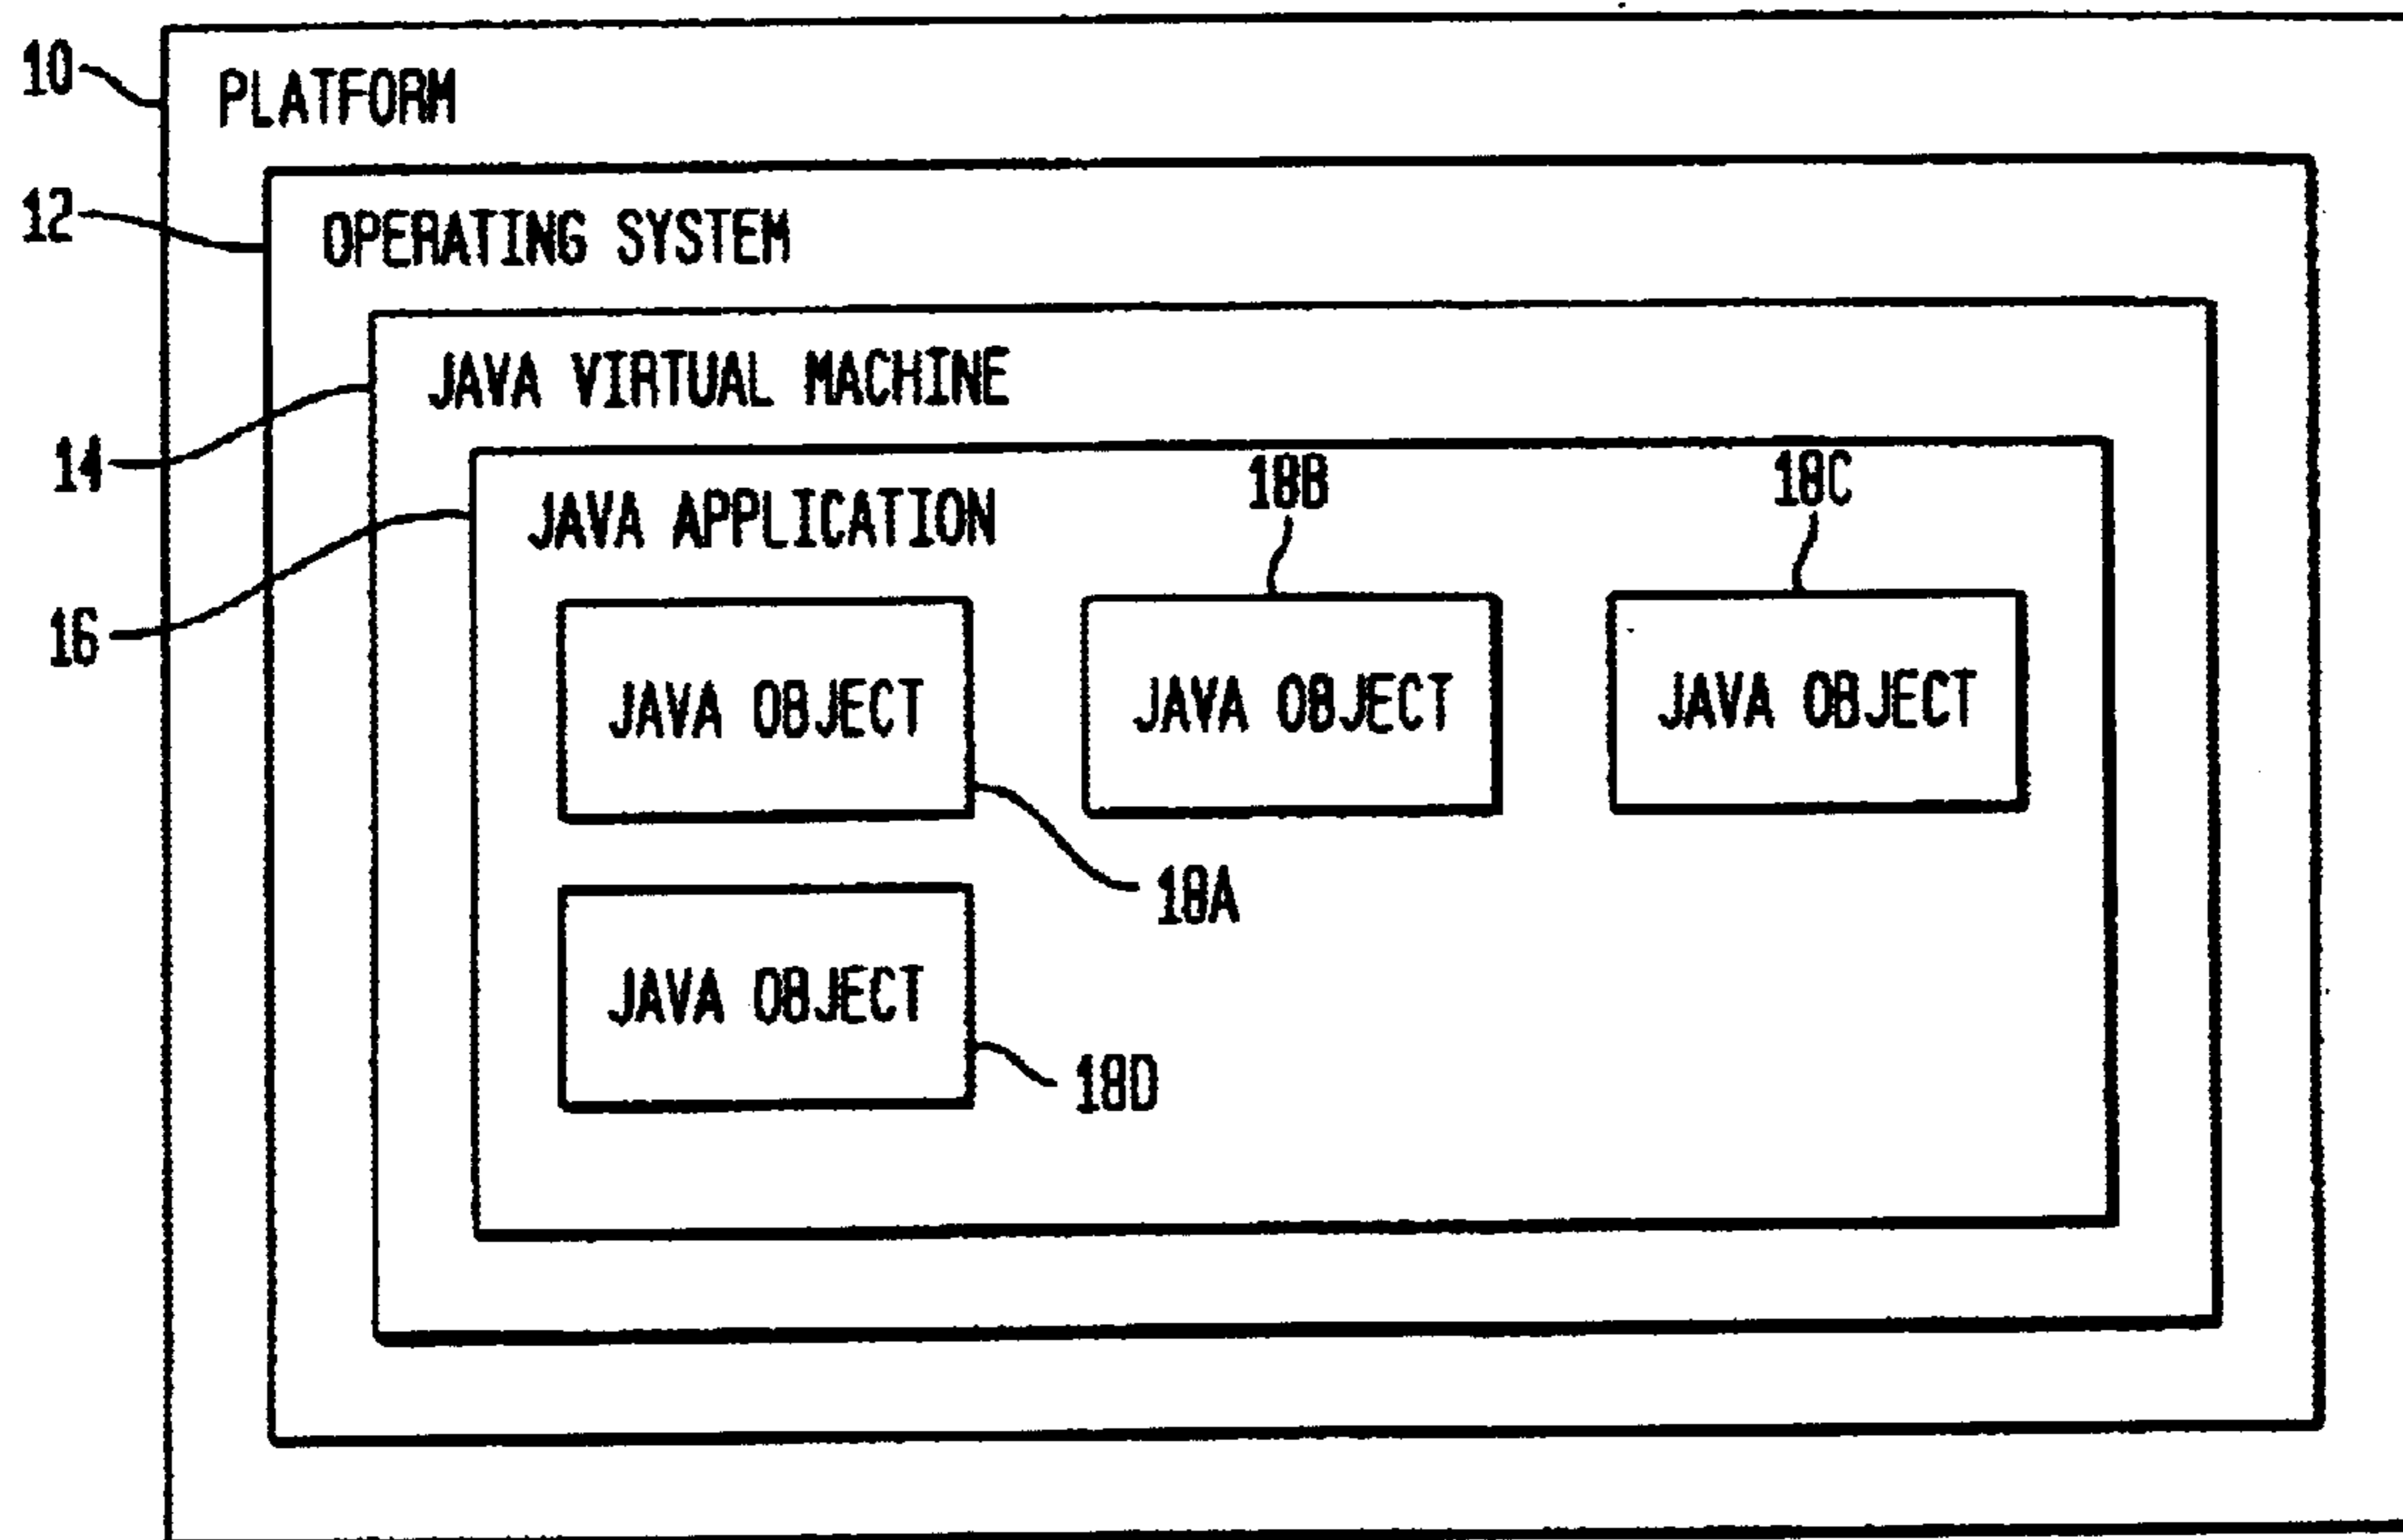 10
PLATFORM
12
OPERATING SYSTEM
JAVA VIRTUAL MACHINE
14
18B
18C
JAVA APPLICATION
16
JAVA OBJECT
JAVA OBJECT
JAVA OBJECT
18A
JAVA OBJECT
18D